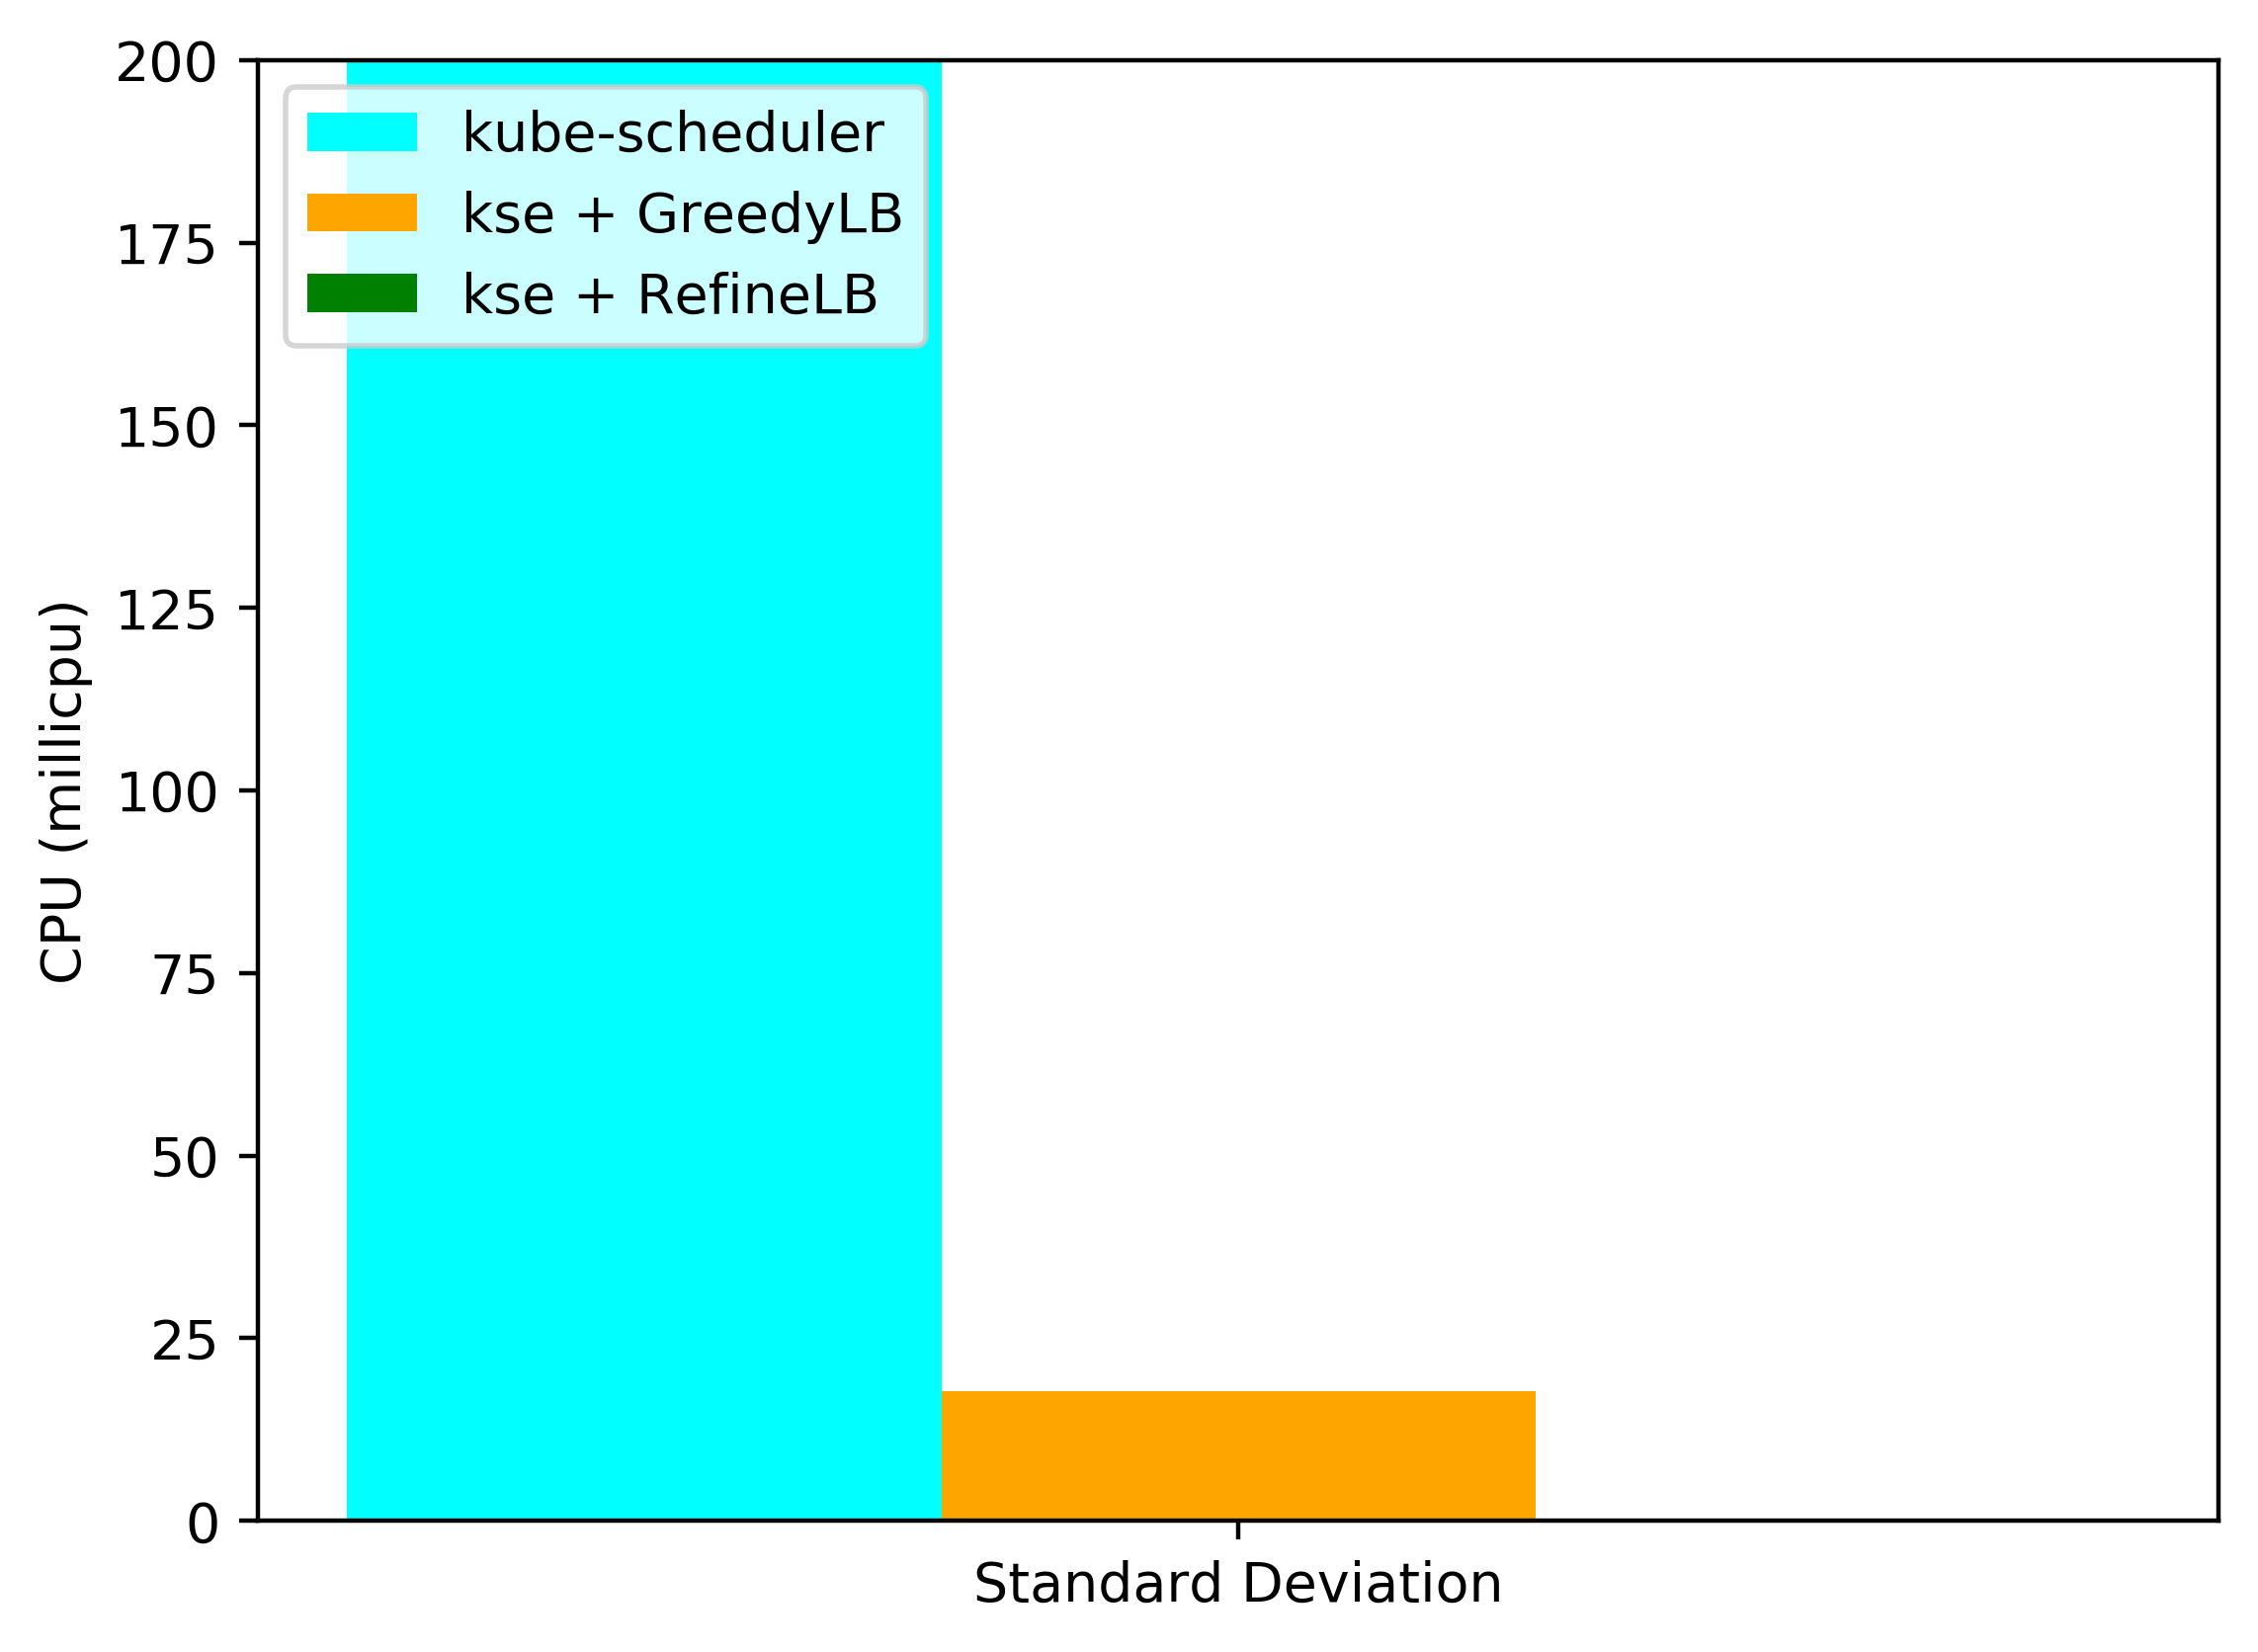 200
175
150
125
100
75
50
25
0
CPU (millicpu)
kube-scheduler
kse + GreedyLB
kse + RefineLB
Standard Deviation